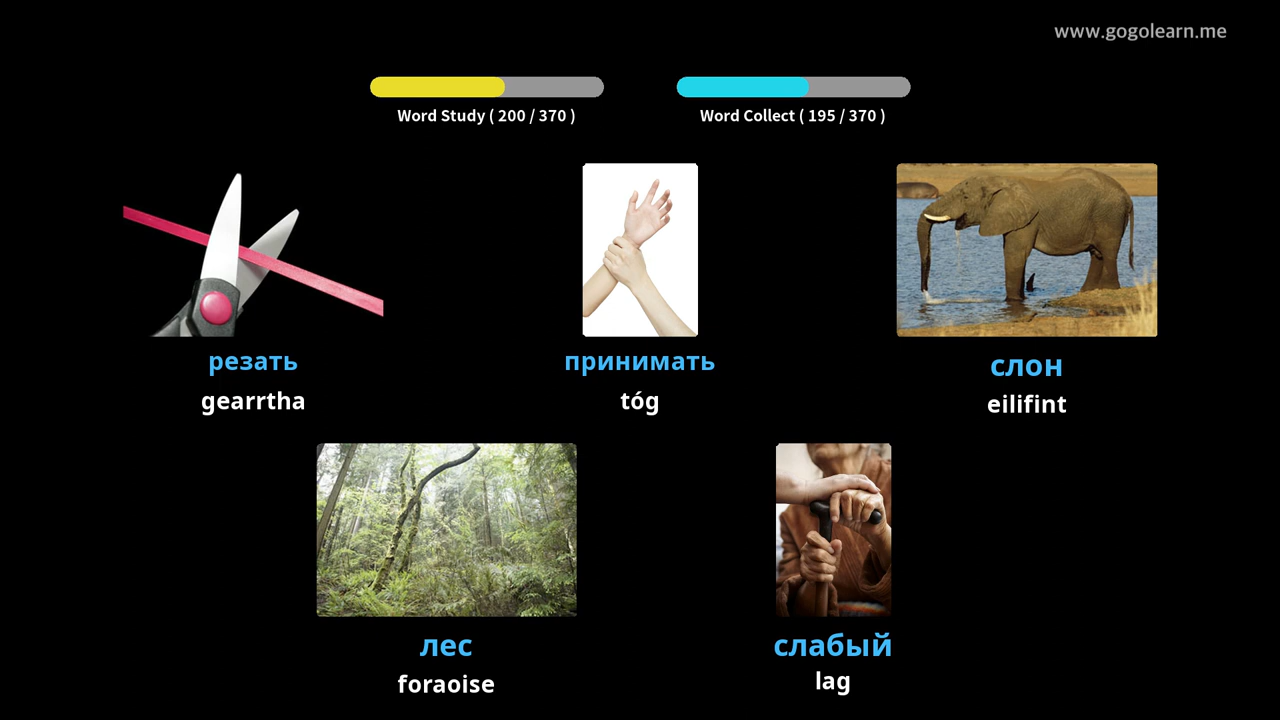 www.gogolearn.me
Word Study ( 200 / 370 )
Word Collect ( 195 / 370 )
резать
gearrtha
принимать
tóg
слон
eilifint
лес
foraoise
слабый
lag